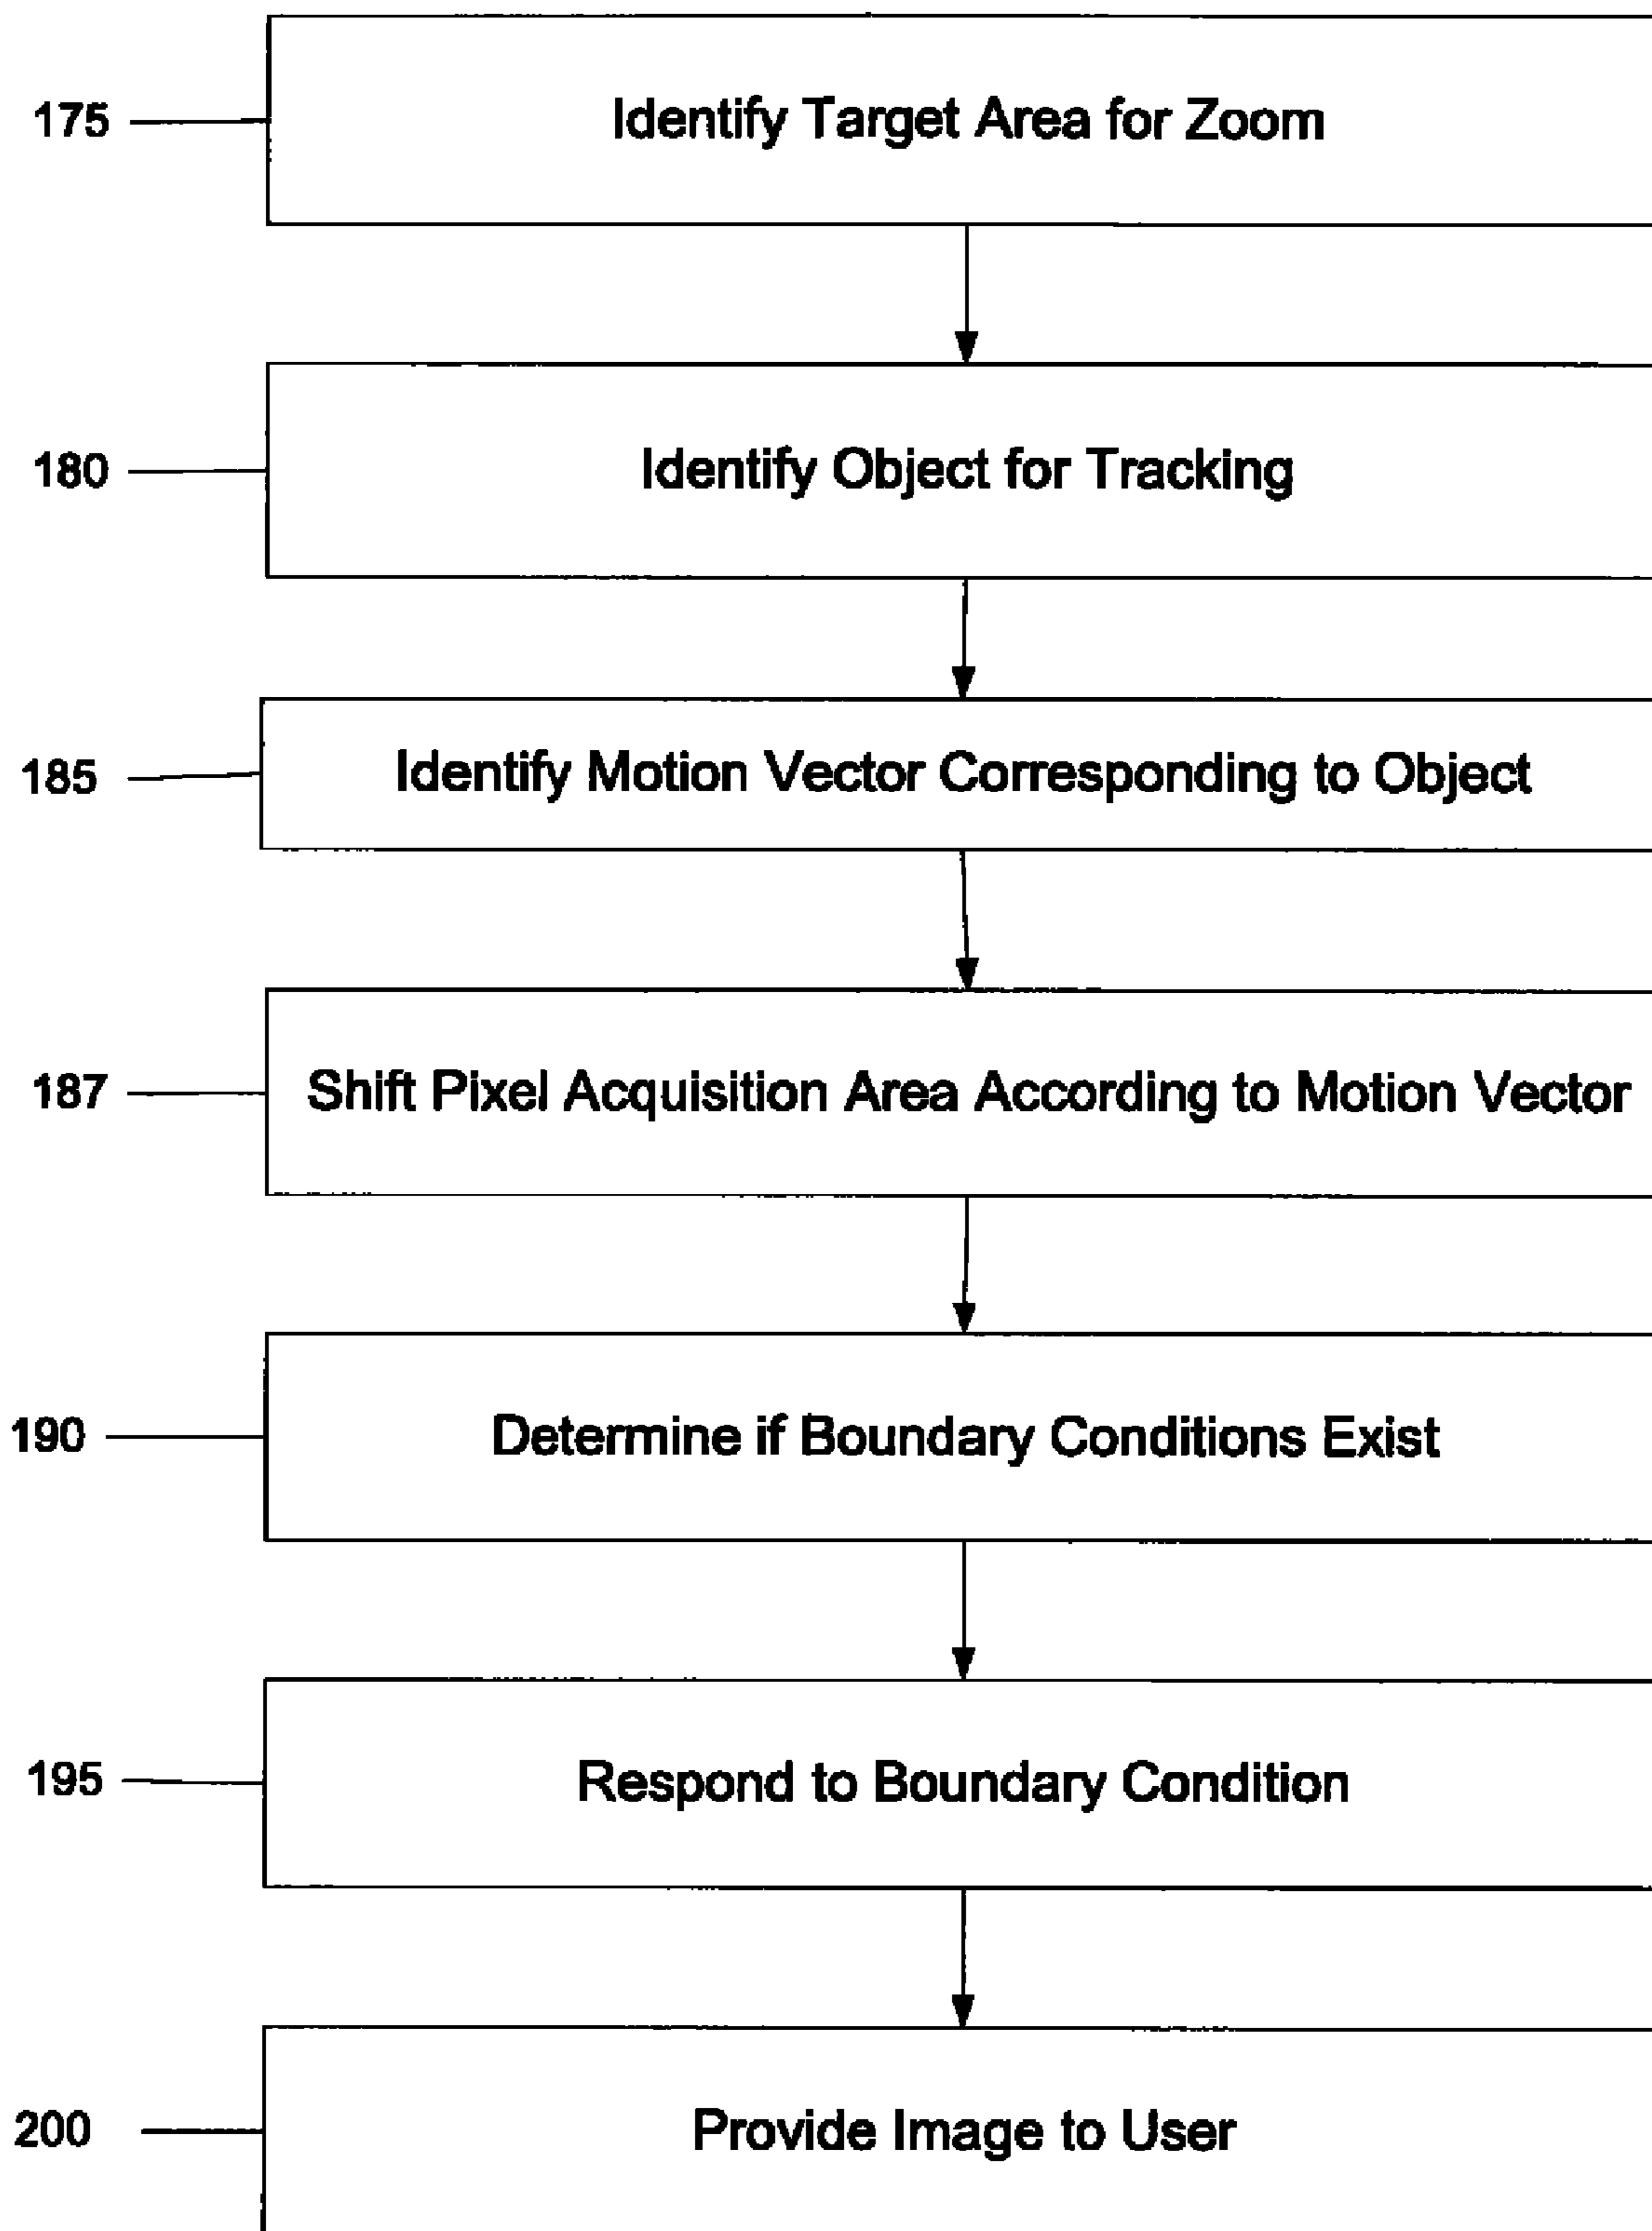 175 Identify Target Area for Zoom
180 Identify Object for Tracking
185 Identify Motion Vector Corresponding to Object
187 Shift Pixel Acquisition Area According to Motion Vector
190 Determine if Boundary Conditions Exist
195 Respond to Boundary Condition
200 Provide Image to User